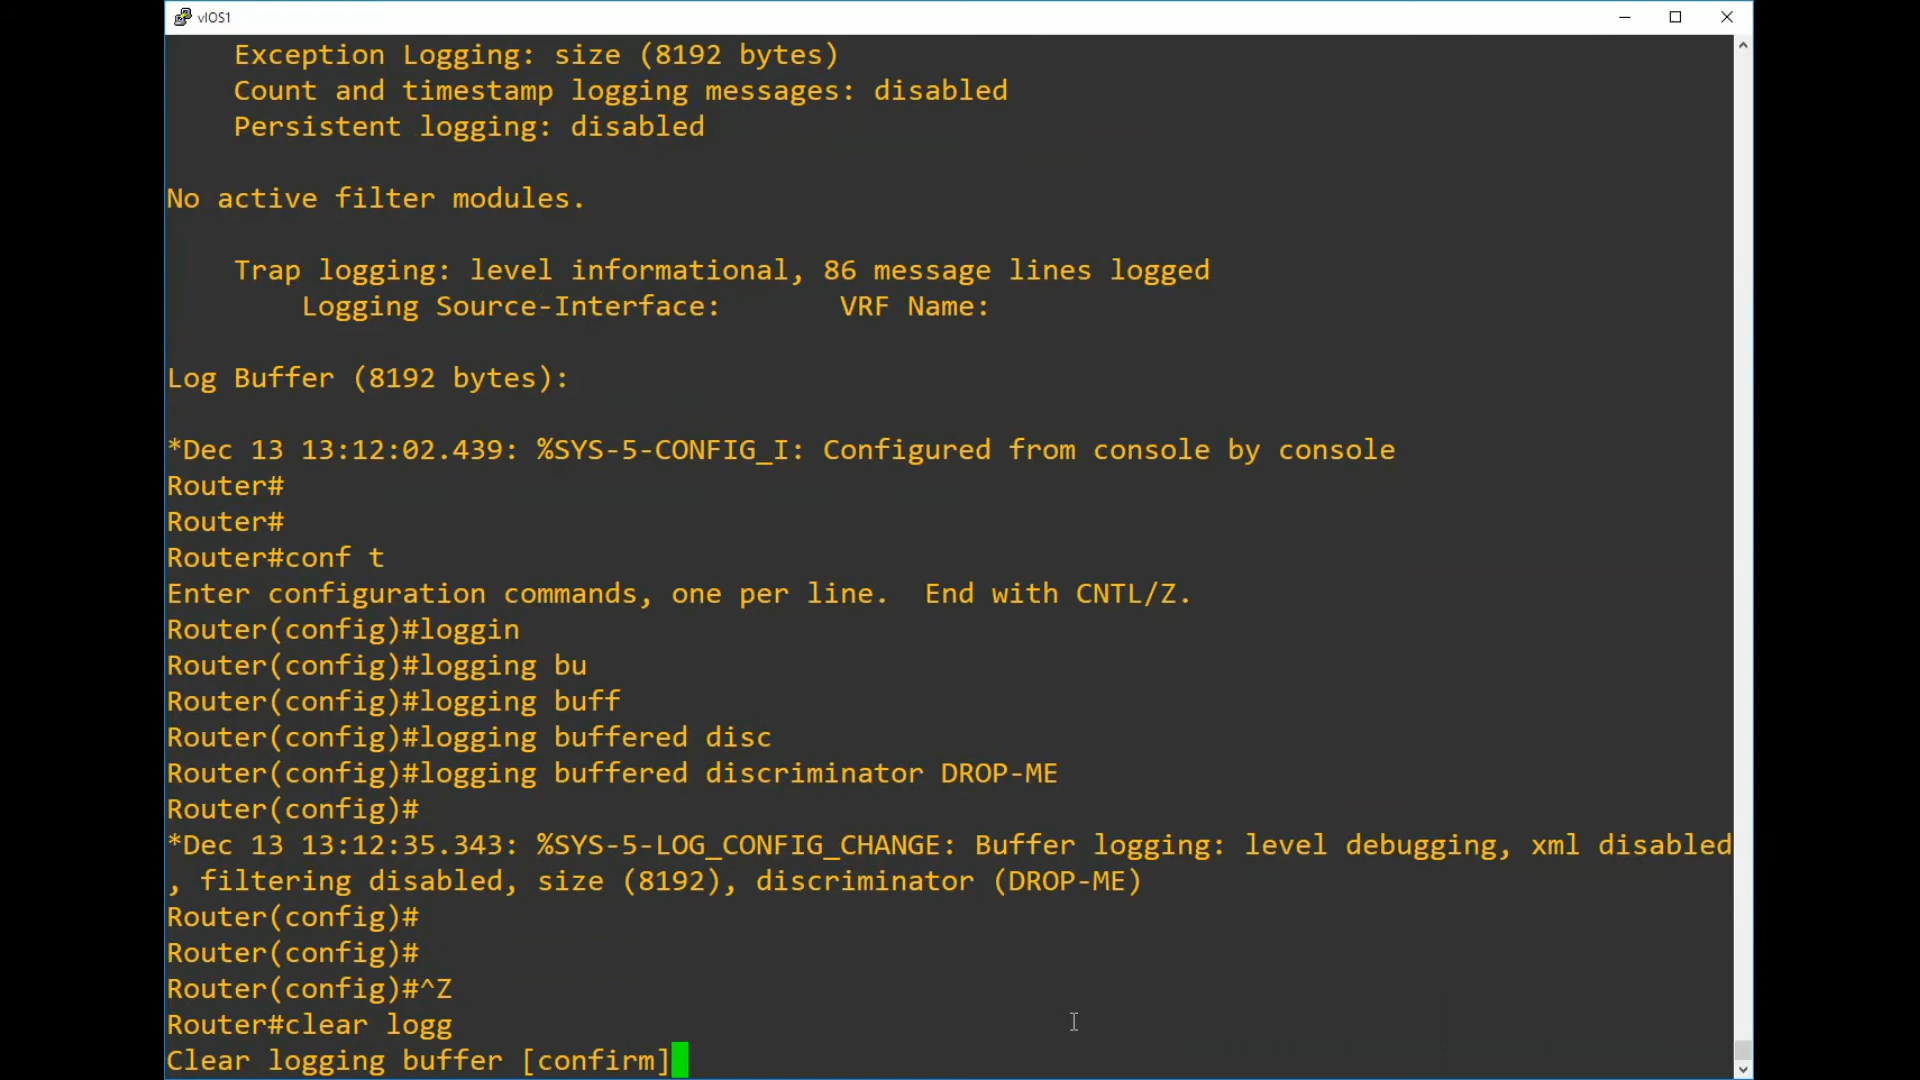 vIOS1
Exception Logging: size (8192 bytes)
Count and timestamp logging messages: disabled
Persistent logging: disabled
No active filter modules.
Trap logging: level informational, 86 message lines logged
Logging Source-Interface:       VRF Name:
Log Buffer (8192 bytes):
*Dec 13 13:12:02.439: %SYS-5-CONFIG_I: Configured from console by console
Router#
Router#
Router#conf t
Enter configuration commands, one per line.  End with CNTL/Z.
Router(config)#loggin
Router(config)#logging bu
Router(config)#logging buff
Router(config)#logging buffered disc
Router(config)#logging buffered discriminator DROP-ME
Router(config)#
*Dec 13 13:12:35.343: %SYS-5-LOG_CONFIG_CHANGE: Buffer logging: level debugging, xml disabled
, filtering disabled, size (8192), discriminator (DROP-ME)
Router(config)#
Router(config)#
Router(config)#^Z
Router#clear logg
Clear logging buffer [confirm]